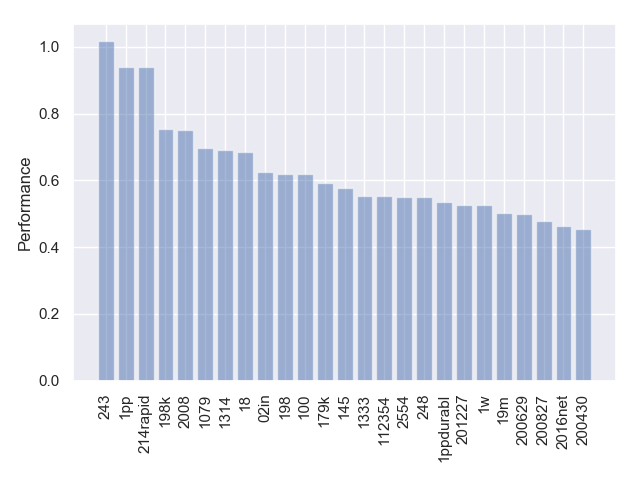 Performance
1.0
0.8
0.6
0.4
0.2
0.0
243
1pp
214rapid
198k
2008
1079
1314
18
02in
198
100
179k
145
1333
112354
2554
248
1ppdurabl
201227
1w
19m
200629
200827
2016net
200430